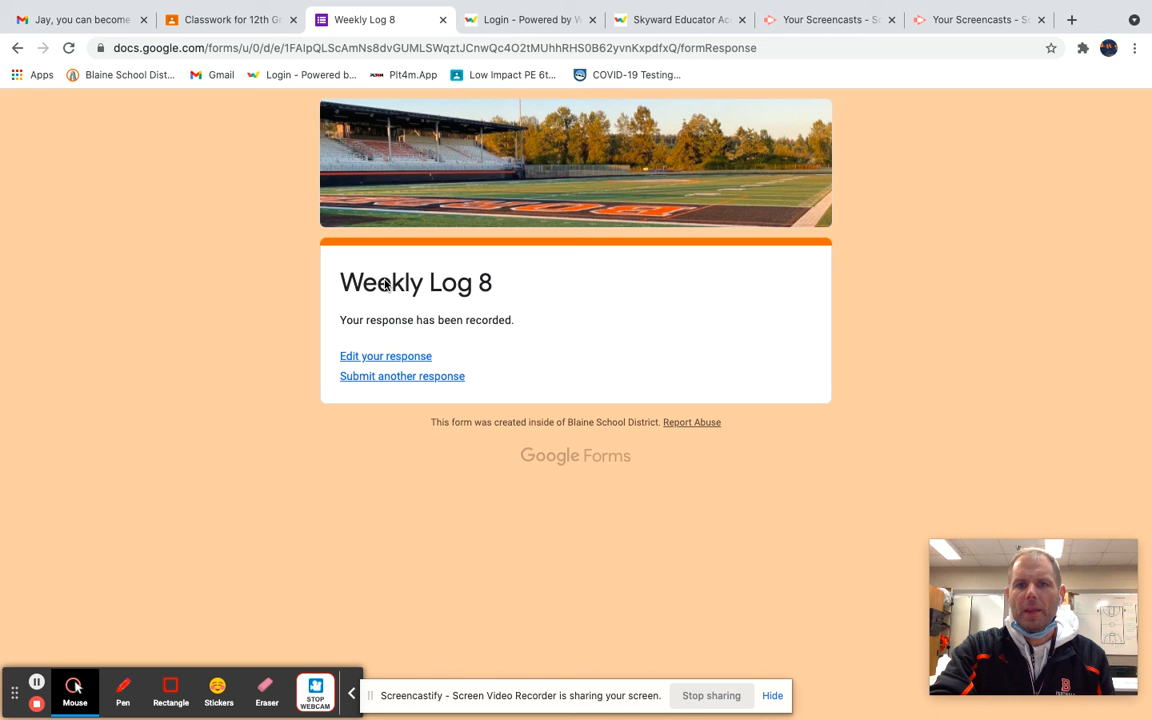 Jay, you can become
Classwork for 12th Gr
Weekly Log 8
Login - Powered by W
Skyward Educator Ac
Your Screencasts - Sc
Your Screencasts - Sc
docs.google.com/forms/u/0/d/e/1FAIpQLScAmNs8dvGUMLSWqztJCnwQc4O2tMUhhRHS0B62yvnKxpdfxQ/formResponse
Apps
Blaine School Dist...
Gmail
Login - Powered b...
Plt4m.App
Low Impact PE 6t...
COVID-19 Testing...
Weekly Log 8
Your response has been recorded.
Edit your response
Submit another response
This form was created inside of Blaine School District. Report Abuse
Google Forms
Mouse
Pen
Rectangle
Stickers
Eraser
STOP
WEBCAM
Screencastify - Screen Video Recorder is sharing your screen.
Stop sharing
Hide
B